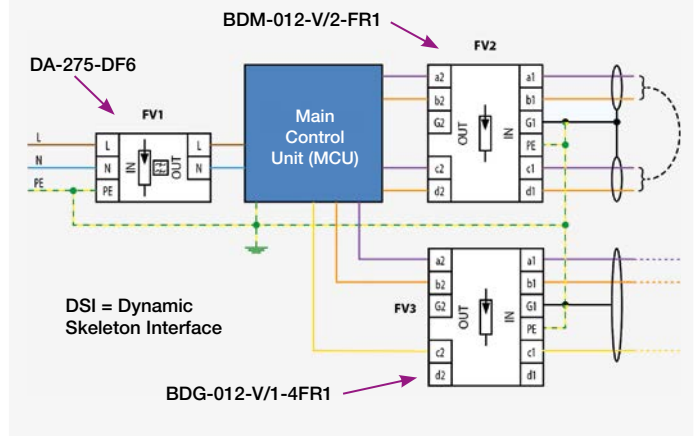 BDM-012-V/2-FR1
DA-275-DF6
FV2
FV1
Main
Control
Unit (MCU)
L
N
PE
L
N
PE
IN
OUT
L
N
a2
b2
G2
c2
d2
OUT
IN
a1
b1
G1
PE
c1
d1
DSI = Dynamic
Skeleton Interface
FV3
a2
b2
G2
c2
d2
OUT
IN
a1
b1
G1
PE
c1
d1
BDG-012-V/1-4FR1